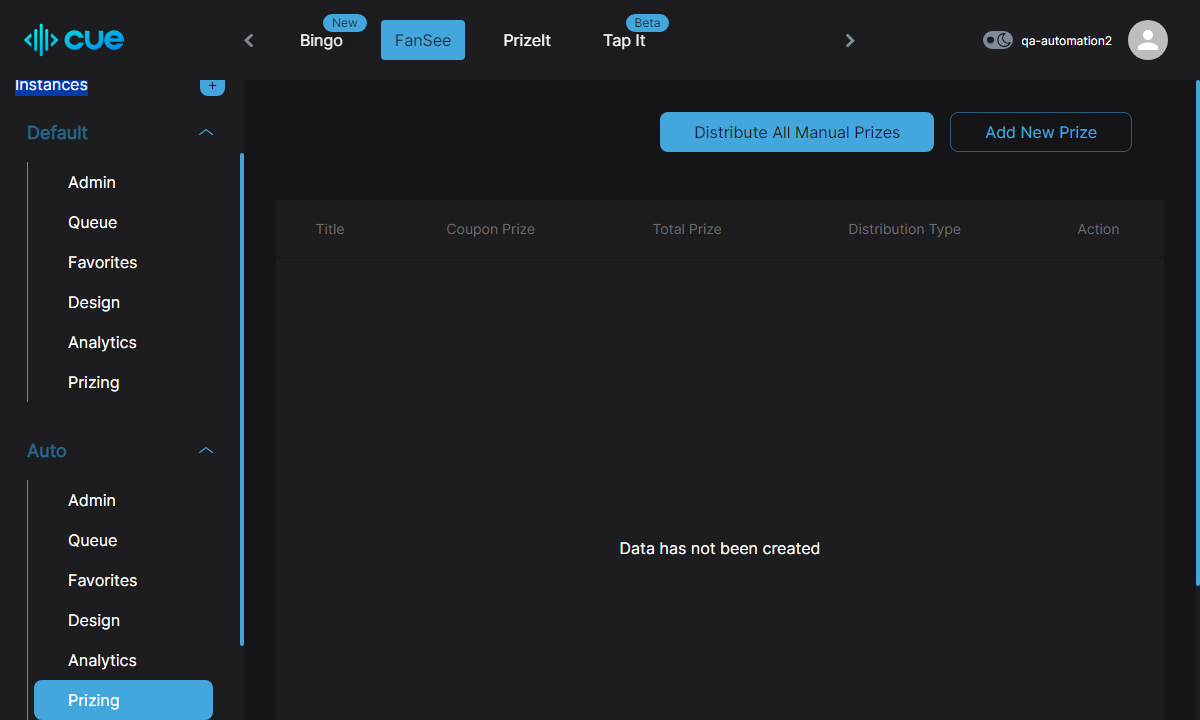 cue
New
Bingo
FanSee
PrizeIt
Beta
Tap It
qa-automation2
Instances
+
Default
Admin
Queue
Favorites
Design
Analytics
Prizing
Auto
Admin
Queue
Favorites
Design
Analytics
Prizing
Distribute All Manual Prizes
Add New Prize
Title
Coupon Prize
Total Prize
Distribution Type
Action
Data has not been created